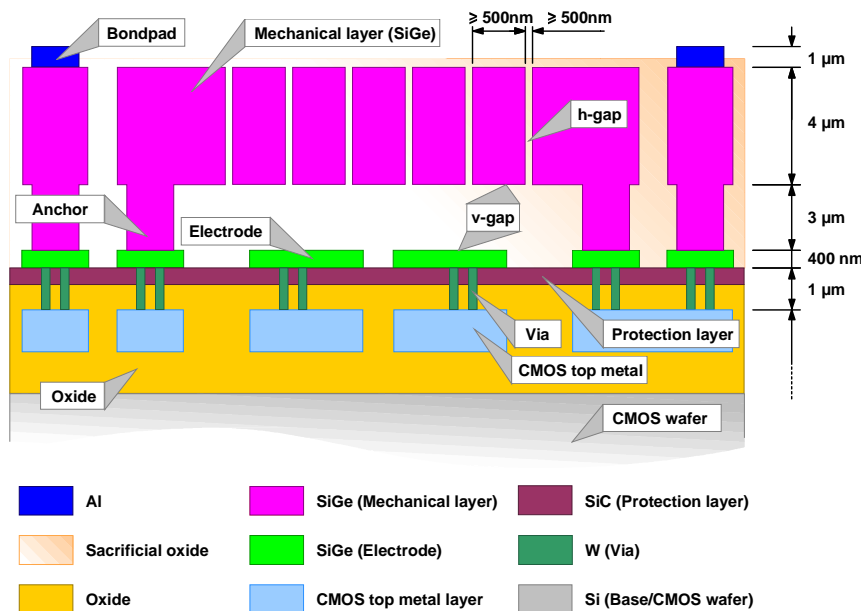 ⩾ 500nm ⩾ 500nm
Bondpad
Mechanical layer (SiGe)
1 µm
h-gap
4 µm
Anchor
v-gap
Electrode
3 µm
400 nm
1 µm
Via
Protection layer
CMOS top metal
Oxide
CMOS wafer
Al
SiGe (Mechanical layer)
SiC (Protection layer)
Sacrificial oxide
SiGe (Electrode)
W (Via)
Oxide
CMOS top metal layer
Si (Base/CMOS wafer)